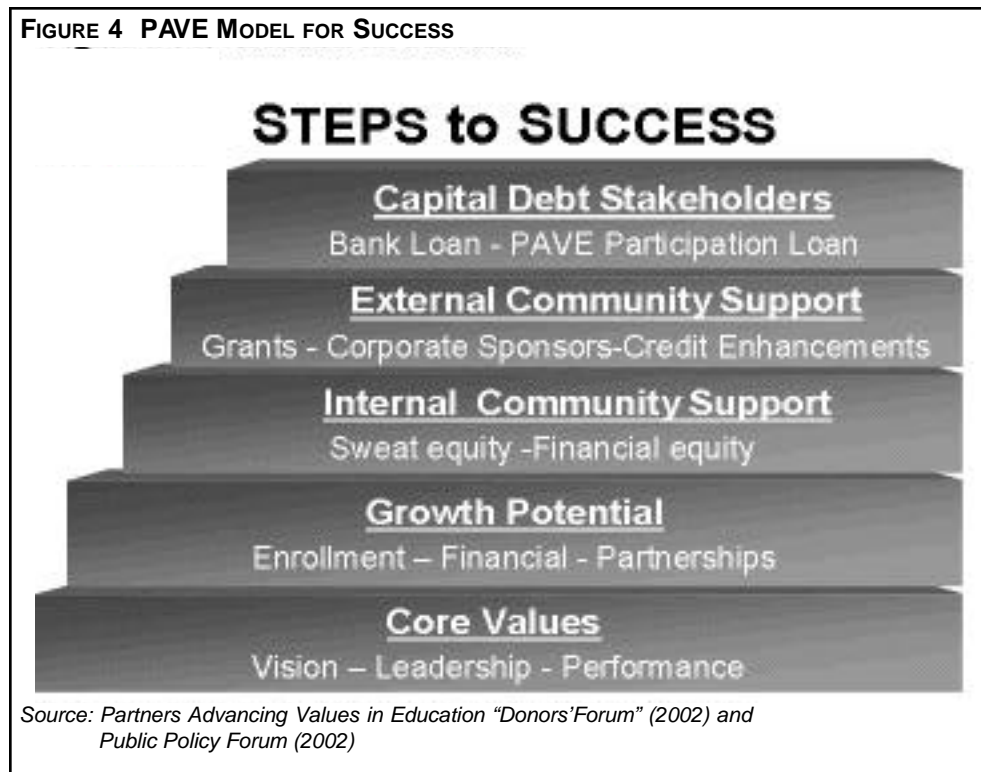 FIGURE 4 PAVE MODEL FOR SUCCESS
STEPS to SUCCESS
Capital Debt Stakeholders
Bank Loan - PAVE Participation Loan
External Community Support
Grants - Corporate Sponsors-Credit Enhancements
Internal Community Support
Sweat equity -Financial equity
Growth Potential
Enrollment – Financial - Partnerships
Core Values
Vision – Leadership - Performance
Source: Partners Advancing Values in Education “Donors’Forum” (2002) and
Public Policy Forum (2002)